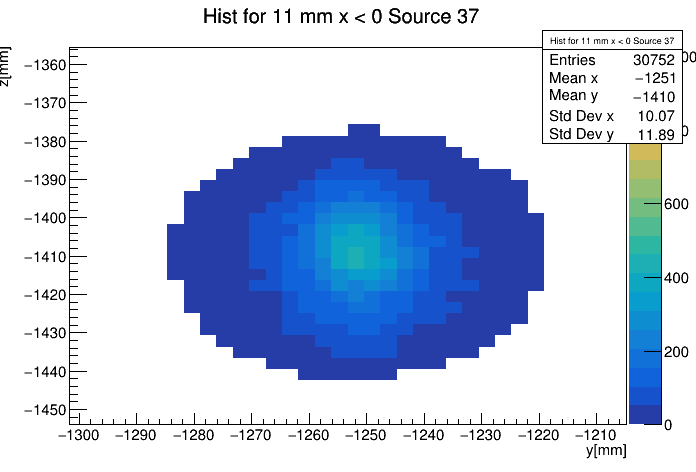 Hist for 11 mm x < 0 Source 37
z[mm]
−1360
−1370
−1380
−1390
−1400
−1410
−1420
−1430
−1440
−1450
−1300
−1290
−1280
−1270
−1260
−1250
−1240
−1230
−1220
−1210
y[mm]
Hist for 11 mm x < 0 Source 37
Entries 30752
Mean x −1251
Mean y −1410
Std Dev x 10.07
Std Dev y 11.89
600
400
200
0